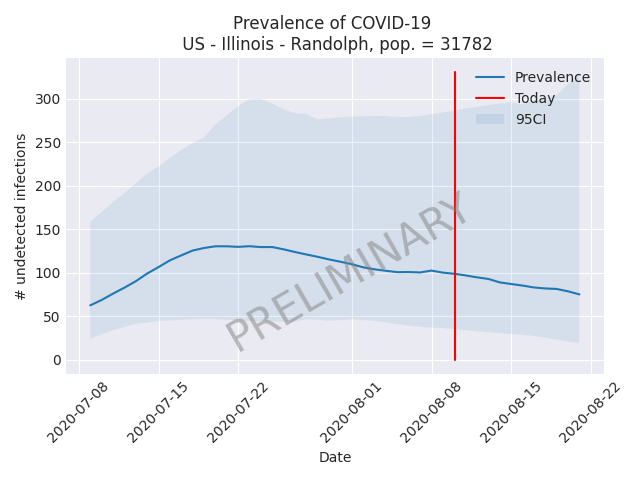 Prevalence of COVID-19
US - Illinois - Randolph, pop. = 31782
Prevalence
Today
95CI
# undetected infections
300
250
200
150
100
50
0
PRELIMINARY
2020-07-08
2020-07-15
2020-07-22
2020-08-01
2020-08-08
2020-08-15
2020-08-22
Date